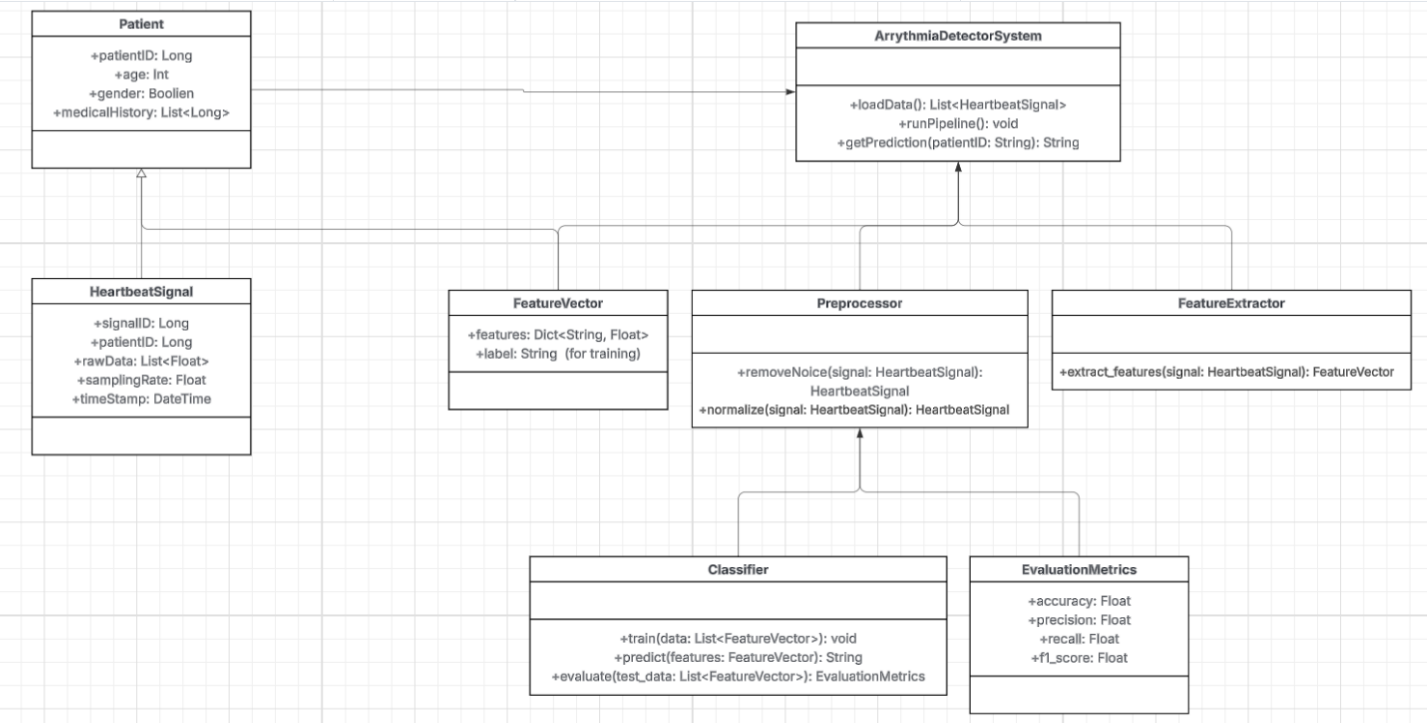 Patient
+patientID: Long
+age: Int
+gender: Boolien
+medicalHistory: List<Long>
ArrythmiaDetectorSystem
+loadData(): List<HeartbeatSignal>
+runPipeline(): void
+getPrediction(patientID: String): String
HeartbeatSignal
+signalID: Long
+patientID: Long
+rawData: List<Float>
+samplingRate: Float
+timeStamp: DateTime
FeatureVector
+features: Dict<String, Float>
+label: String (for training)
Preprocessor
+removeNoice(signal: HeartbeatSignal):
HeartbeatSignal
+normalize(signal: HeartbeatSignal): HeartbeatSignal
FeatureExtractor
+extract_features(signal: HeartbeatSignal): FeatureVector
Classifier
+train(data: List<FeatureVector>): void
+predict(features: FeatureVector): String
+evaluate(test_data: List<FeatureVector>): EvaluationMetrics
EvaluationMetrics
+accuracy: Float
+precision: Float
+recall: Float
+f1_score: Float